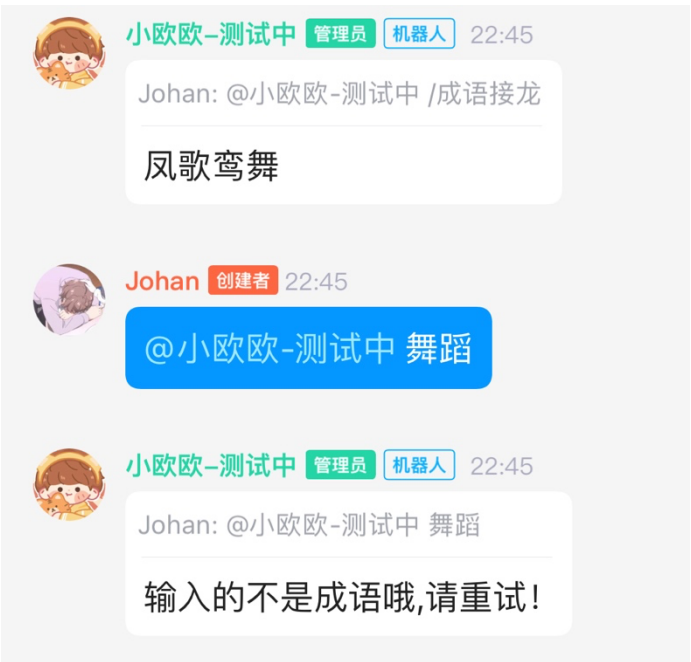 小欧欧-测试中 管理员 机器人 22:45
Johan: @小欧欧-测试中 /成语接龙
凤歌鸾舞
Johan 创建者 22:45
@小欧欧-测试中 舞蹈
小欧欧-测试中 管理员 机器人 22:45
Johan: @小欧欧-测试中 舞蹈
输入的不是成语哦,请重试!